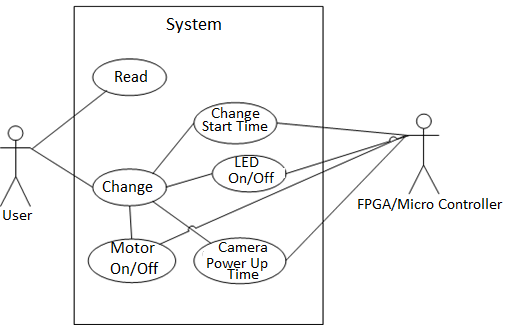 System
Read
Change
Start Time
LED
On/Off
Change
User
FPGA/Micro Controller
Motor
On/Off
Camera
Power Up
Time